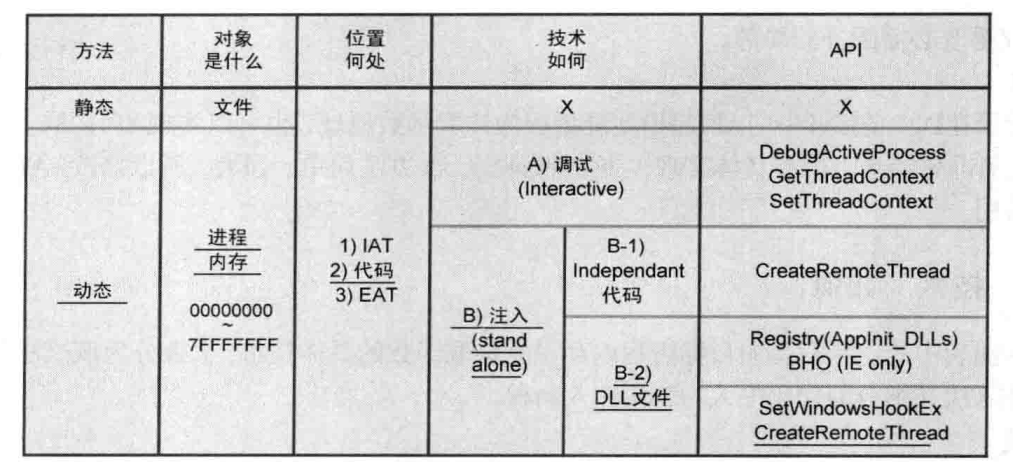 方法
对象
是什么
位置
何处
技术
如何
API
静态
文件
X
X
动态
进程
内存
00000000
~
7FFFFFFF
1) IAT
2) 代码
3) EAT
A) 调试
(Interactive)
DebugActiveProcess
GetThreadContext
SetThreadContext
B) 注入
(stand
alone)
B-1)
Independant
代码
CreateRemoteThread
B-2)
DLL文件
Registry(AppInit_DLLs)
BHO (IE only)
SetWindowsHookEx
CreateRemoteThread